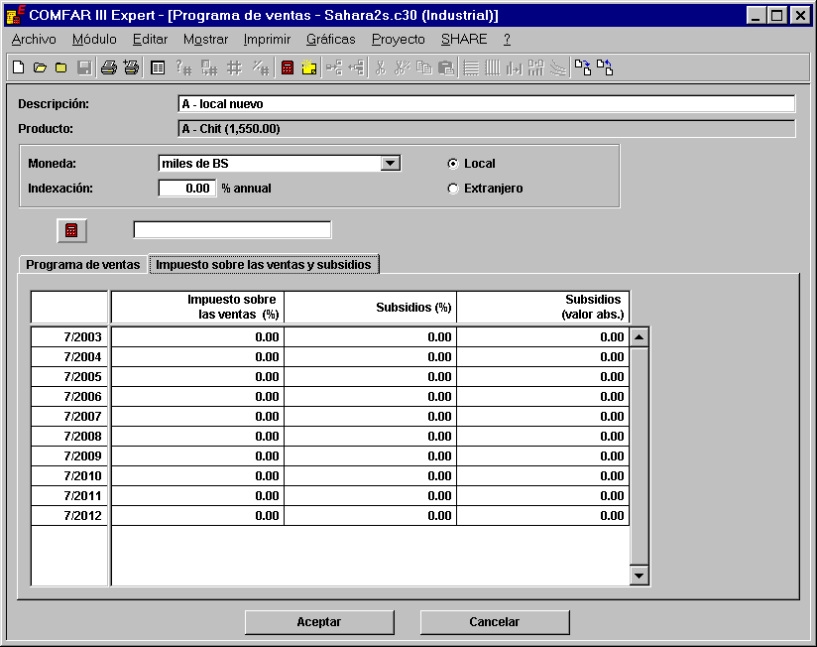 COMFAR III Expert - [Programa de ventas - Sahara2s.c30 (Industrial)]
Archivo Módulo Editar Mostrar Imprimir Gráficas Proyecto SHARE ?
Descripción: A - local nuevo
Producto: A - Chit (1,550.00)
Moneda: miles de BS Local
Indexación: 0.00 % annual Extranjero
Programa de ventas Impuesto sobre las ventas y subsidios
Impuesto sobre las ventas (%) Subsidios (%) Subsidios (valor abs.)
7/2003 0.00 0.00 0.00
7/2004 0.00 0.00 0.00
7/2005 0.00 0.00 0.00
7/2006 0.00 0.00 0.00
7/2007 0.00 0.00 0.00
7/2008 0.00 0.00 0.00
7/2009 0.00 0.00 0.00
7/2010 0.00 0.00 0.00
7/2011 0.00 0.00 0.00
7/2012 0.00 0.00 0.00
Aceptar Cancelar